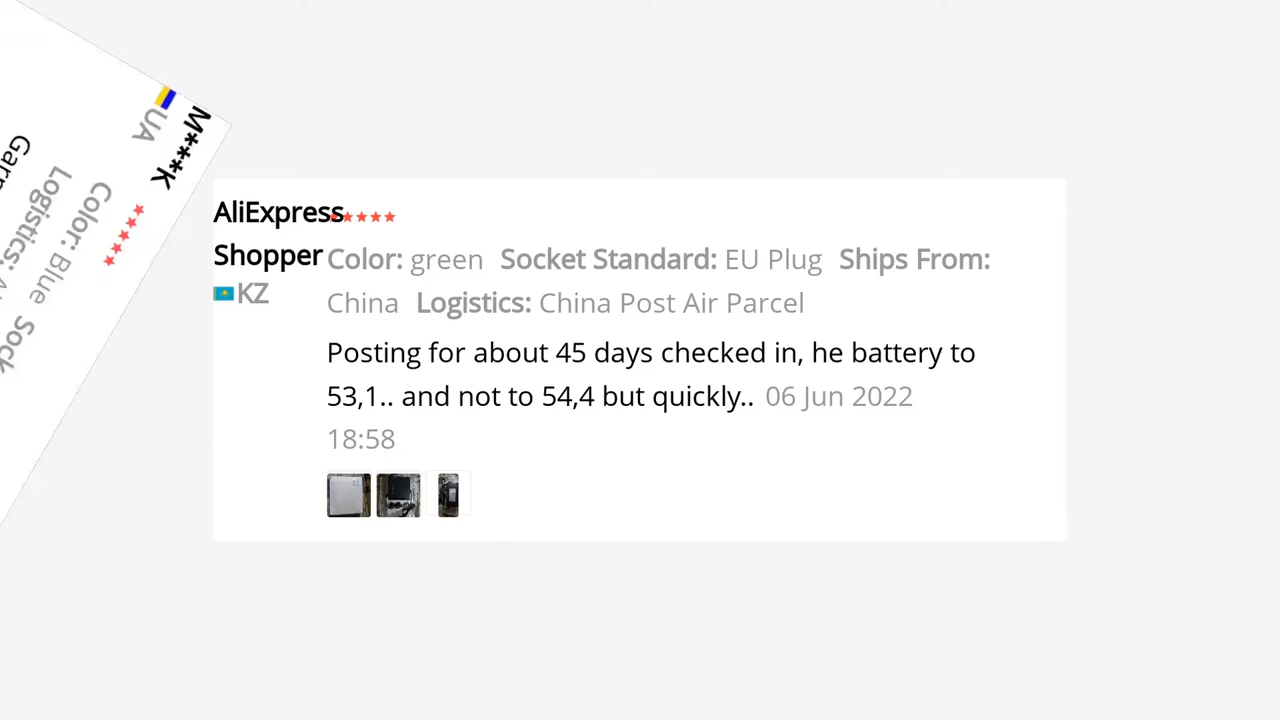 M***K
UA
Color: Blue Sock
Logistics:
AliExpress
Shopper
KZ
Color: green Socket Standard: EU Plug Ships From:
China Logistics: China Post Air Parcel
Posting for about 45 days checked in, he battery to
53,1.. and not to 54,4 but quickly.. 06 Jun 2022
18:58